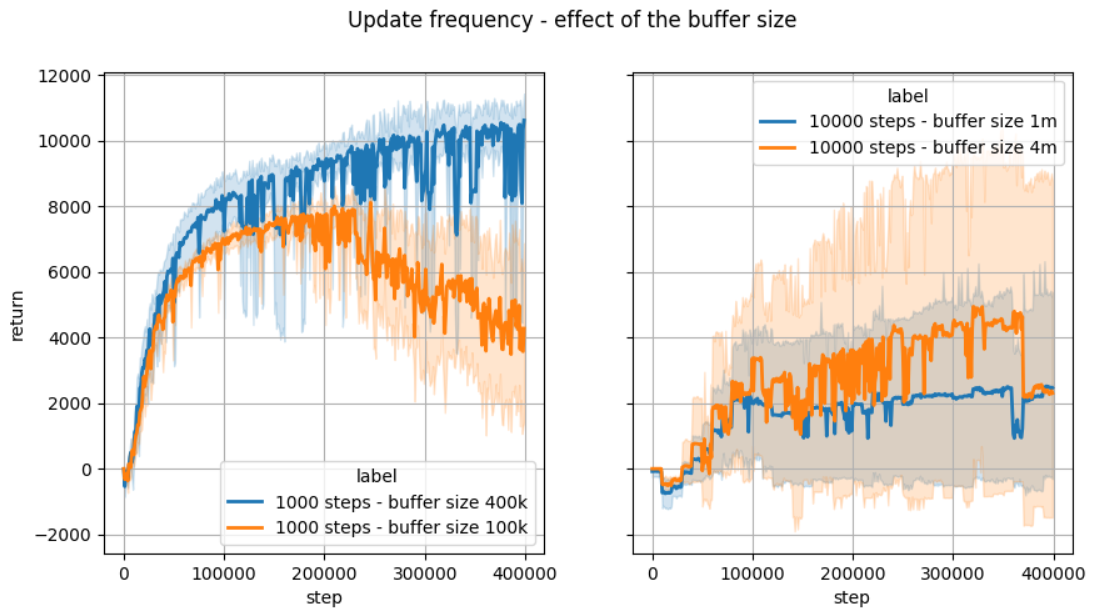 Update frequency - effect of the buffer size
return
12000
10000
8000
6000
4000
2000
0
−2000
label
1000 steps - buffer size 400k
1000 steps - buffer size 100k
0 100000 200000 300000 400000
step
label
10000 steps - buffer size 1m
10000 steps - buffer size 4m
0 100000 200000 300000 400000
step